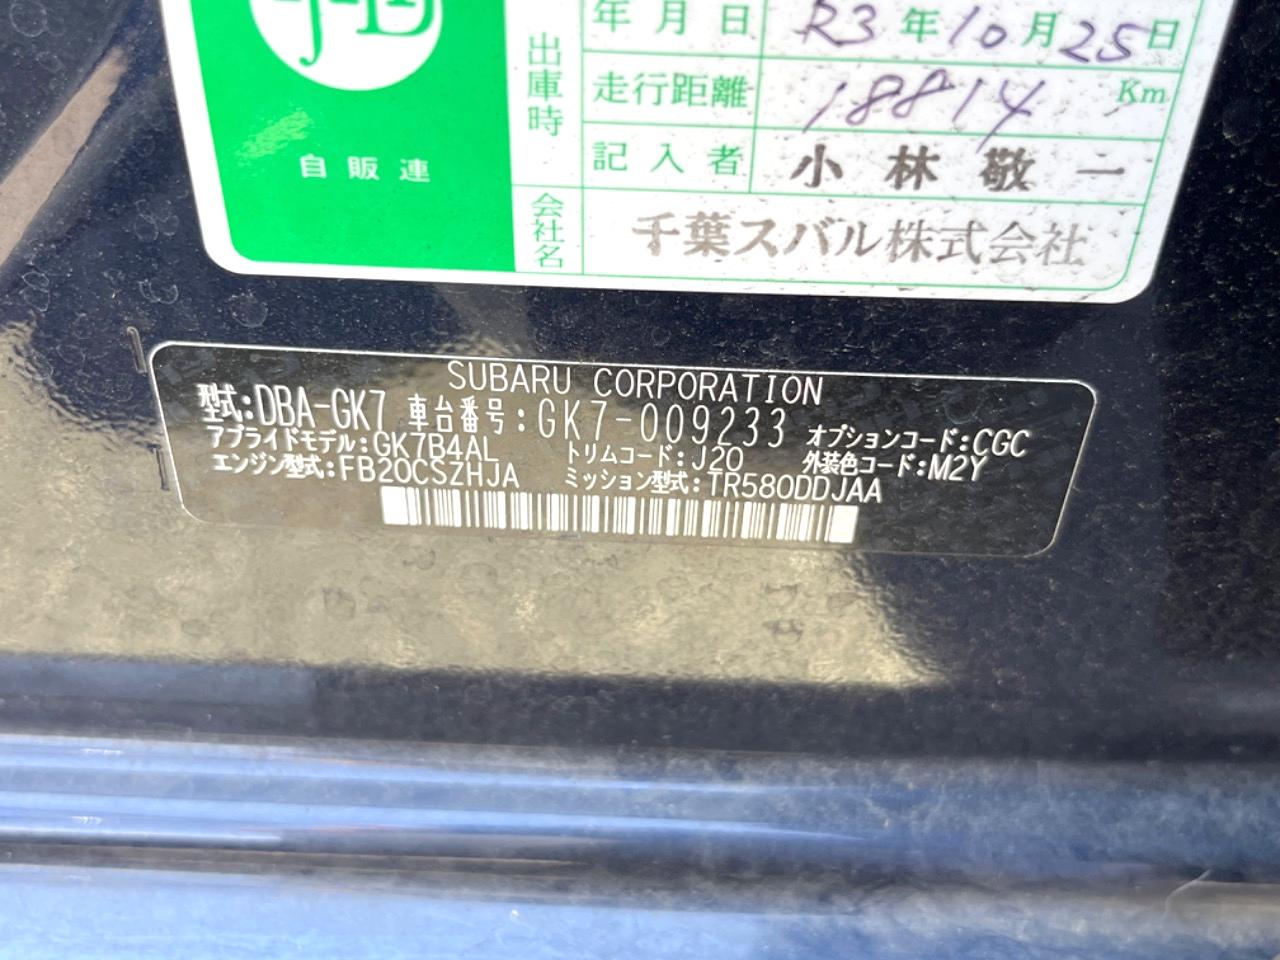 出庫時
年月日 R3年10月25日
走行距離 18814 Km
記入者 小林敬一
会社名 千葉スバル株式会社
自販連
SUBARU CORPORATION
型式:DBA-GK7 車台番号:GK7-009233 オプションコード:CGC
アプライドモデル:GK7B4AL トリムコード:J20 外装色コード:M2Y
エンジン型式:FB20CSZHJA ミッション型式:TR580DDJAA